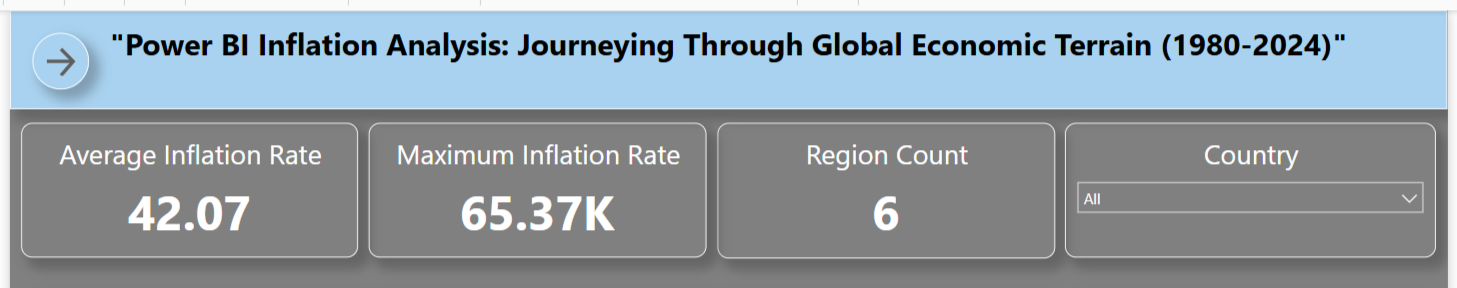 "Power BI Inflation Analysis: Journeying Through Global Economic Terrain (1980-2024)"
Average Inflation Rate
42.07
Maximum Inflation Rate
65.37K
Region Count
6
Country
All